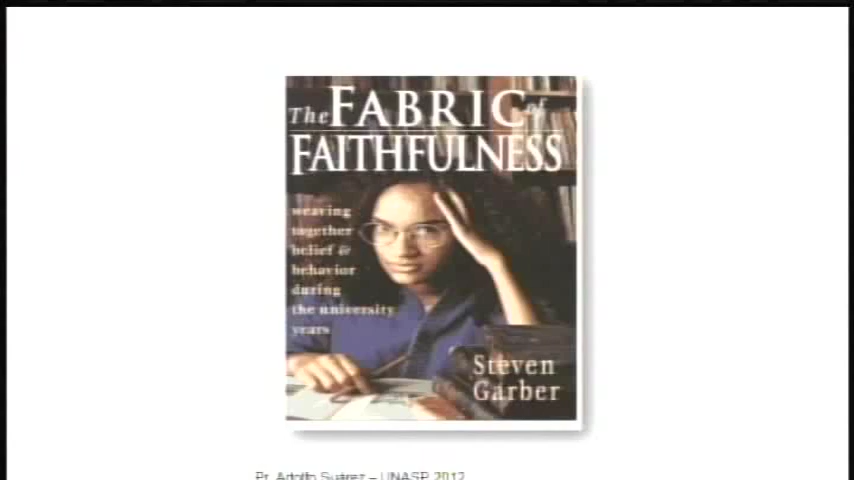 The FABRIC of
FAITHFULNESS
weaving
together
belief &
behavior
during
the university
years
Steven
Garber
Pr. Adolfo Suárez – UNASP, 2012